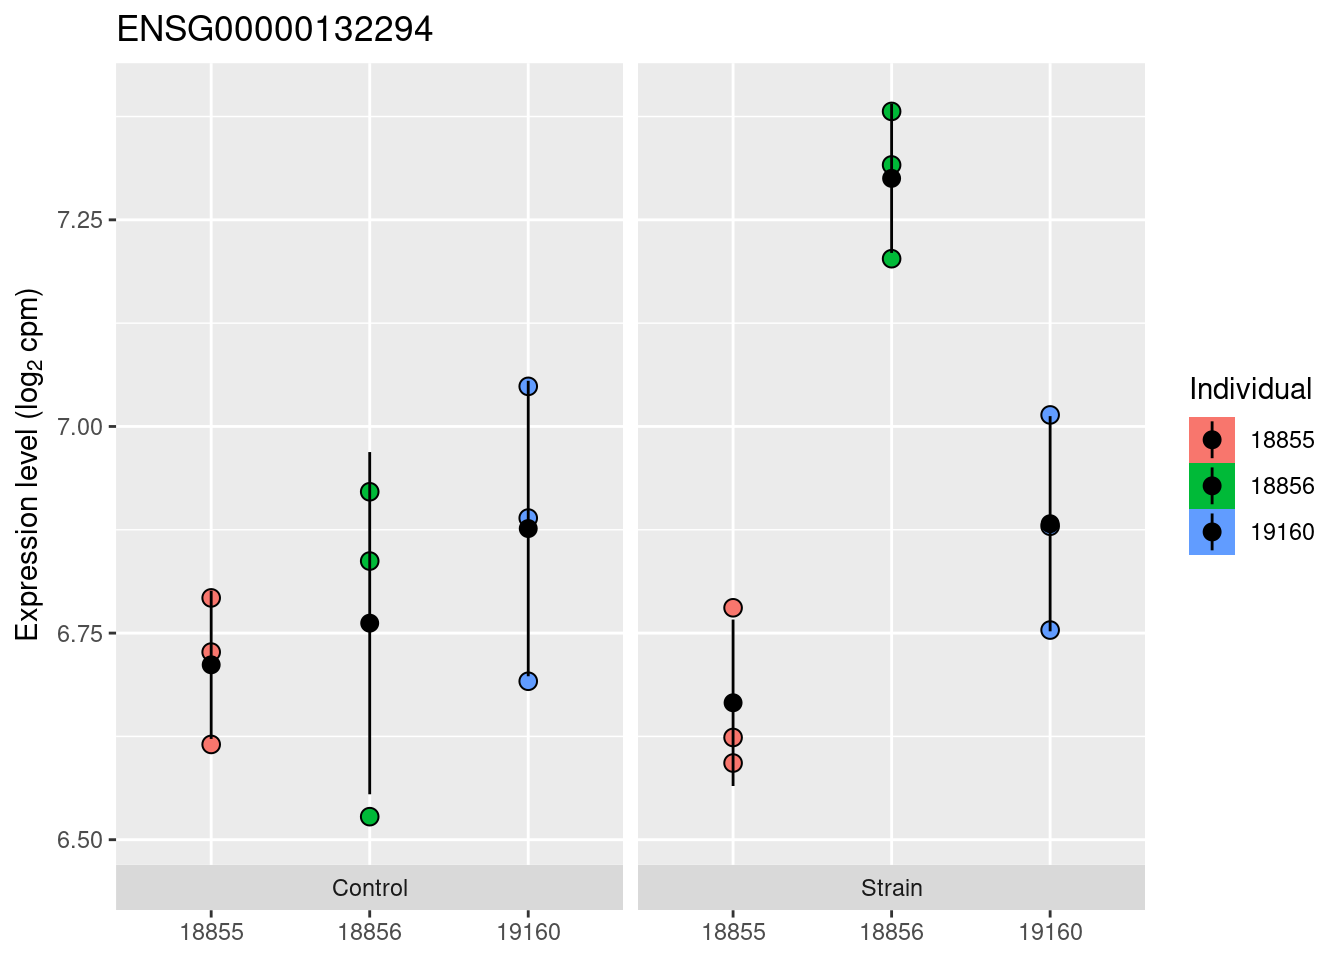 ENSG00000132294
Expression level (log₂ cpm)
7.25
7.00
6.75
6.50
Control
Strain
18855
18856
19160
18855
18856
19160
Individual
18855
18856
19160